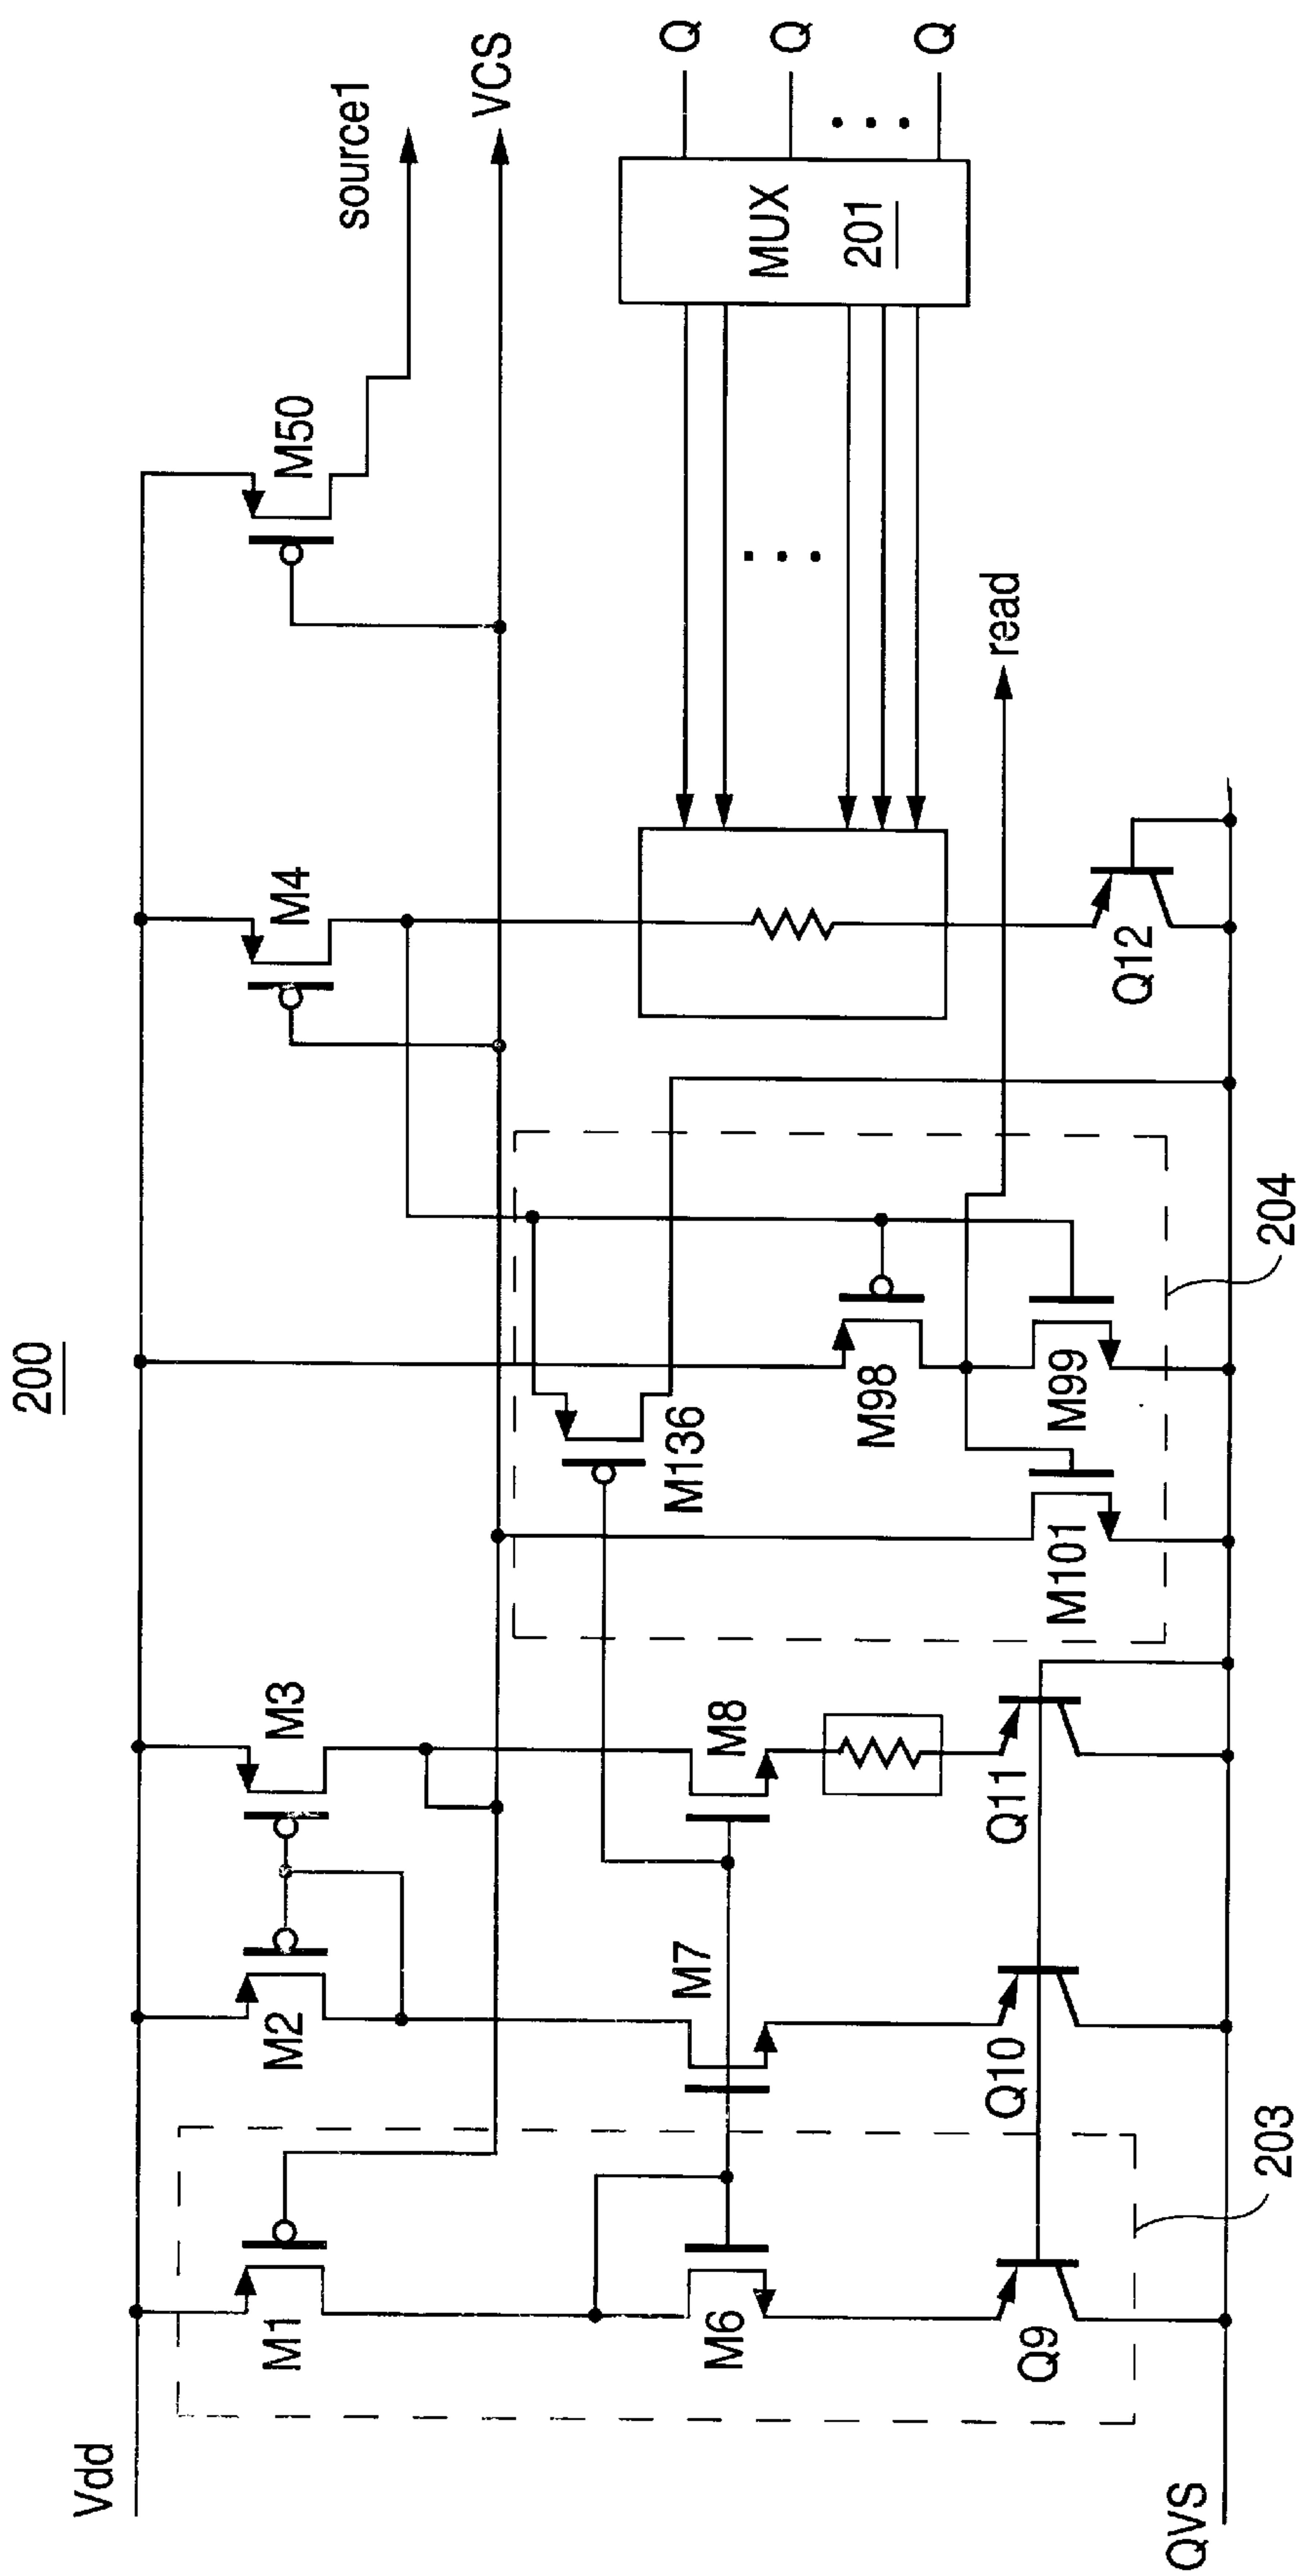 200
Vdd
M1
M2
M3
M4
M50
source1
VCS
M6
M7
M8
M136
M98
M99
M101
read
MUX
201
Q
Q
Q
Q9
Q10
Q11
Q12
QVS
203
204